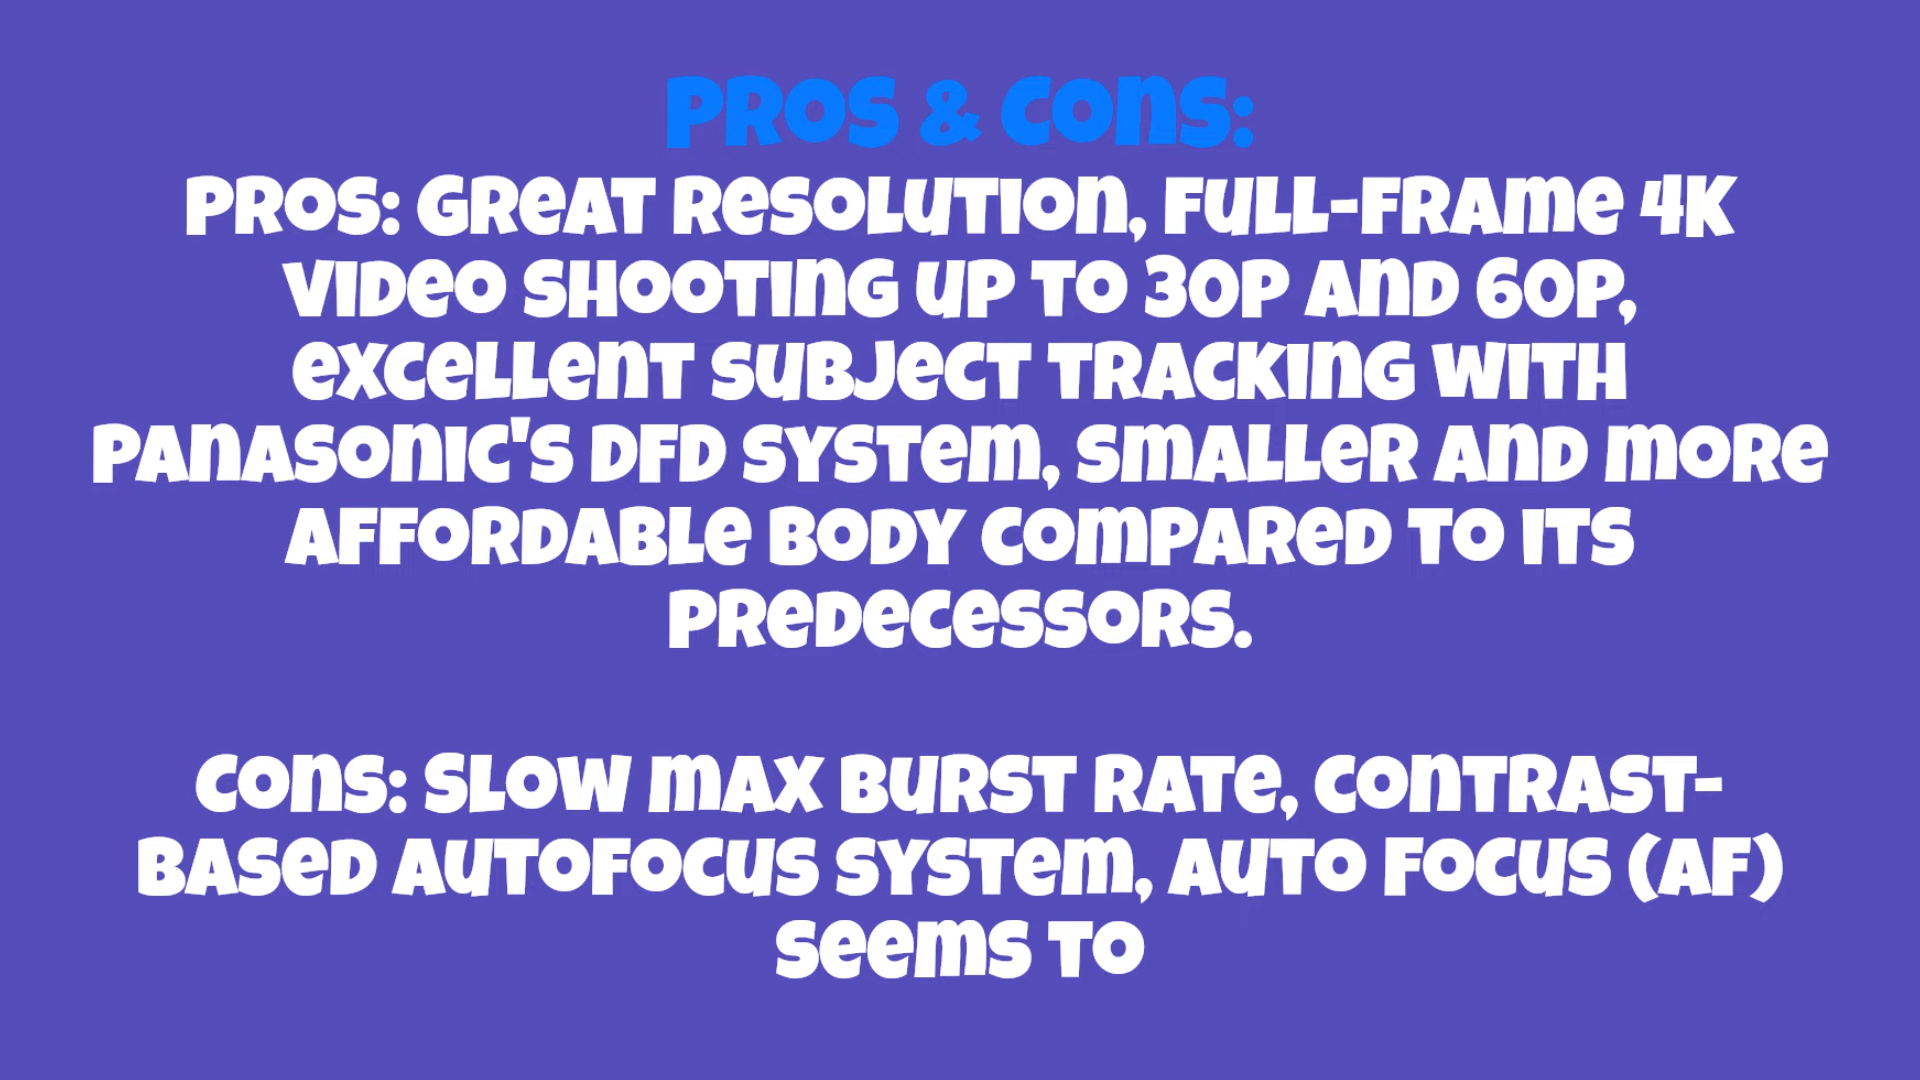 PROS & CONS:
PROS: GREAT RESOLUTION, FULL-FRAME 4K
VIDEO SHOOTING UP TO 30P AND 60P,
EXCELLENT SUBJECT TRACKING WITH
PANASONIC'S DFD SYSTEM, SMALLER AND MORE
AFFORDABLE BODY COMPARED TO ITS
PREDECESSORS.
CONS: SLOW MAX BURST RATE, CONTRAST-
BASED AUTOFOCUS SYSTEM, AUTO FOCUS (AF)
SEEMS TO